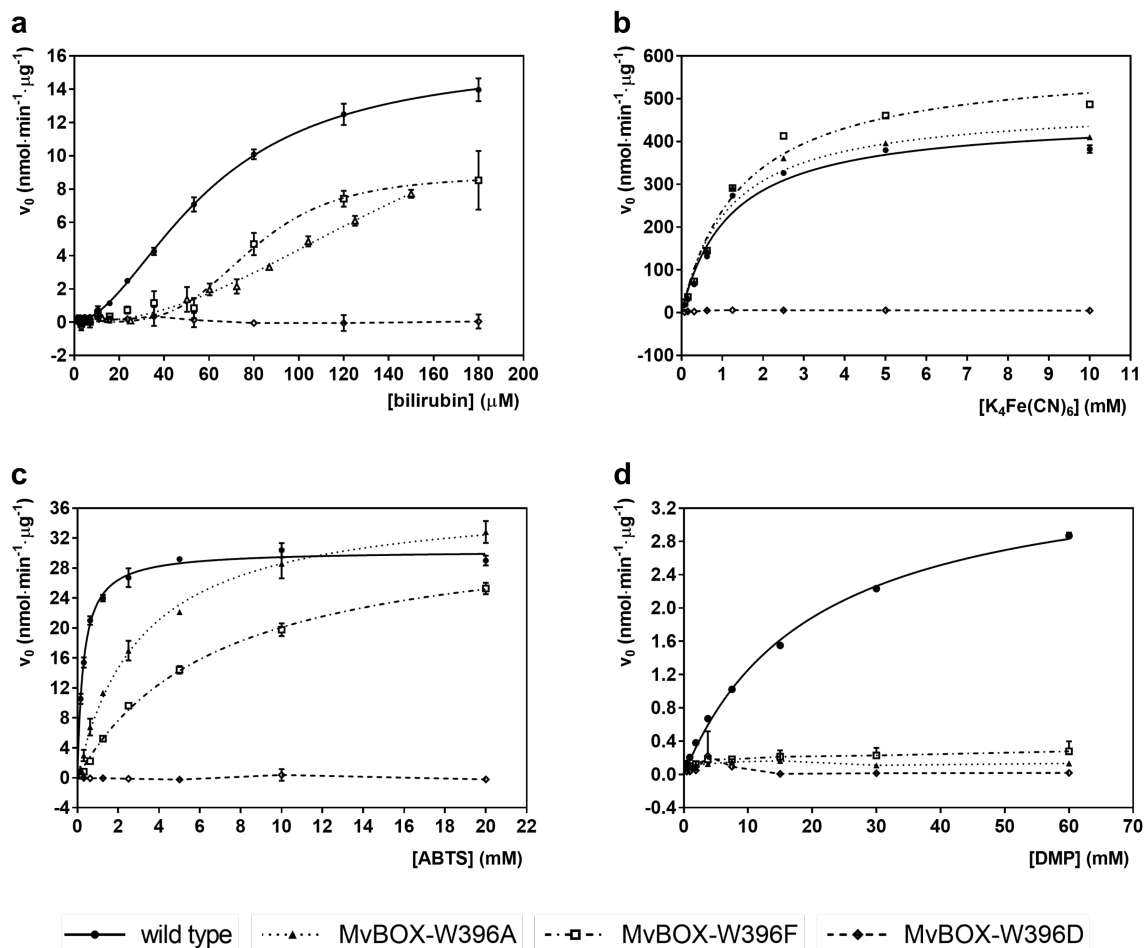 a
v₀ (nmol·min⁻¹·μg⁻¹)
16
14
12
10
8
6
4
2
0
-2
0 20 40 60 80 100 120 140 160 180 200
[bilirubin] (μM)
b
v₀ (nmol·min⁻¹·μg⁻¹)
600
500
400
300
200
100
0
-100
0 1 2 3 4 5 6 7 8 9 10 11
[K₄Fe(CN)₆] (mM)
c
v₀ (nmol·min⁻¹·μg⁻¹)
36
32
28
24
20
16
12
8
4
0
-4
0 2 4 6 8 10 12 14 16 18 20 22
[ABTS] (mM)
d
v₀ (nmol·min⁻¹·μg⁻¹)
3.2
2.8
2.4
2.0
1.6
1.2
0.8
0.4
0.0
-0.4
0 10 20 30 40 50 60 70
[DMP] (mM)
wild type MvBOX-W396A MvBOX-W396F MvBOX-W396D